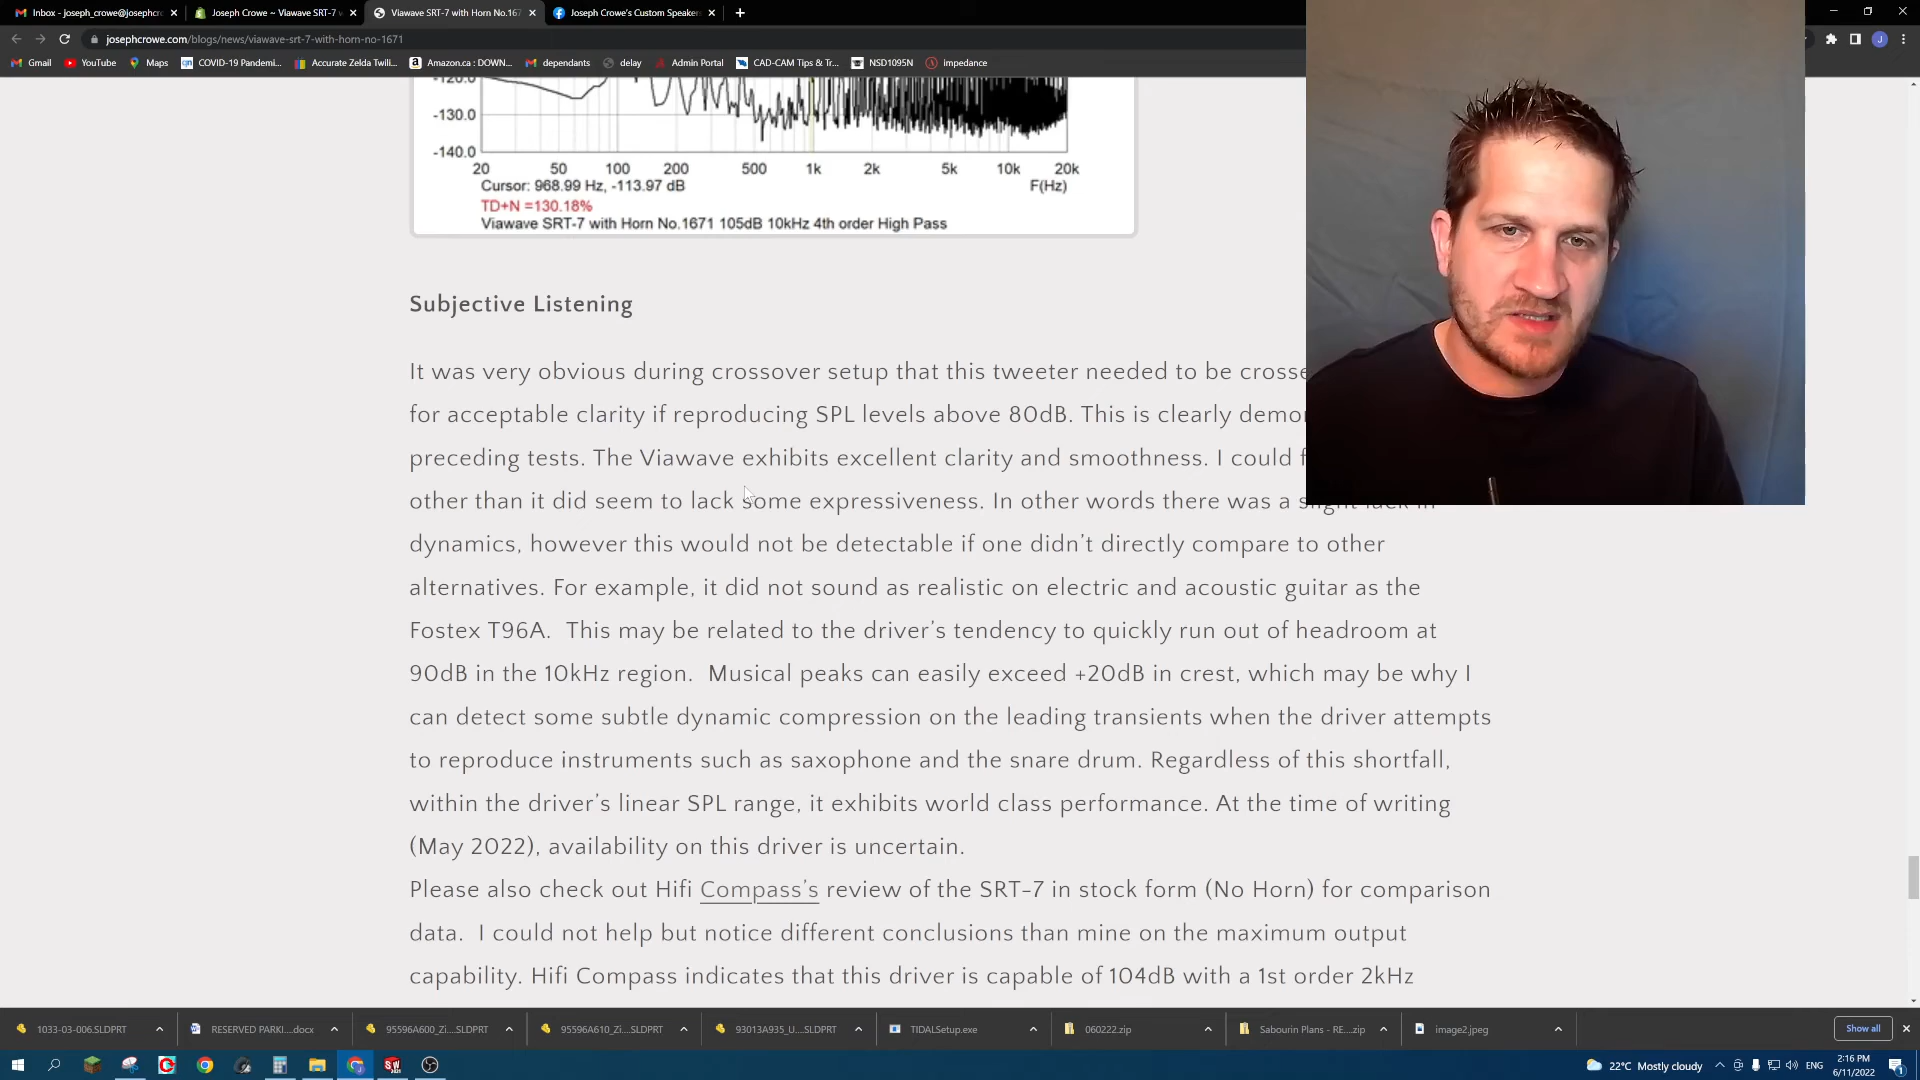 Inbox - joseph_crowe@josephcr
Joseph Crowe ~ Viawave SRT-7 w
Viawave SRT-7 with Horn No.167
Joseph Crowe's Custom Speaker
josephcrowe.com/blogs/news/viawave-srt-7-with-horn-no-1671
Gmail
YouTube
Maps
COVID-19 Pandemi...
Accurate Zelda Twili...
Amazon.ca : DOWN...
dependants
delay
Admin Portal
CAD-CAM Tips & Tr...
NSD1095N
impedance
-120.0
-130.0
-140.0
20 50 100 200 500 1k 2k 5k 10k 20k
Cursor: 968.99 Hz, -113.97 dB F(Hz)
TD+N =130.18%
Viawave SRT-7 with Horn No.1671 105dB 10kHz 4th order High Pass
Subjective Listening
It was very obvious during crossover setup that this tweeter needed to be crosse
for acceptable clarity if reproducing SPL levels above 80dB. This is clearly demon
preceding tests. The Viawave exhibits excellent clarity and smoothness. I could f
other than it did seem to lack some expressiveness. In other words there was a slight lack in
dynamics, however this would not be detectable if one didn't directly compare to other
alternatives. For example, it did not sound as realistic on electric and acoustic guitar as the
Fostex T96A. This may be related to the driver's tendency to quickly run out of headroom at
90dB in the 10kHz region. Musical peaks can easily exceed +20dB in crest, which may be why I
can detect some subtle dynamic compression on the leading transients when the driver attempts
to reproduce instruments such as saxophone and the snare drum. Regardless of this shortfall,
within the driver's linear SPL range, it exhibits world class performance. At the time of writing
(May 2022), availability on this driver is uncertain.
Please also check out Hifi Compass's review of the SRT-7 in stock form (No Horn) for comparison
data. I could not help but notice different conclusions than mine on the maximum output
capability. Hifi Compass indicates that this driver is capable of 104dB with a 1st order 2kHz
1033-03-006.SLDPRT
RESERVED PARKI....docx
95596A600_Zi....SLDPRT
95596A610_Zi....SLDPRT
93013A935_U....SLDPRT
TIDALSetup.exe
060222.zip
Sabourin Plans - RE....zip
image2.jpeg
Show all
22°C Mostly cloudy
ENG
2:16 PM
6/11/2022